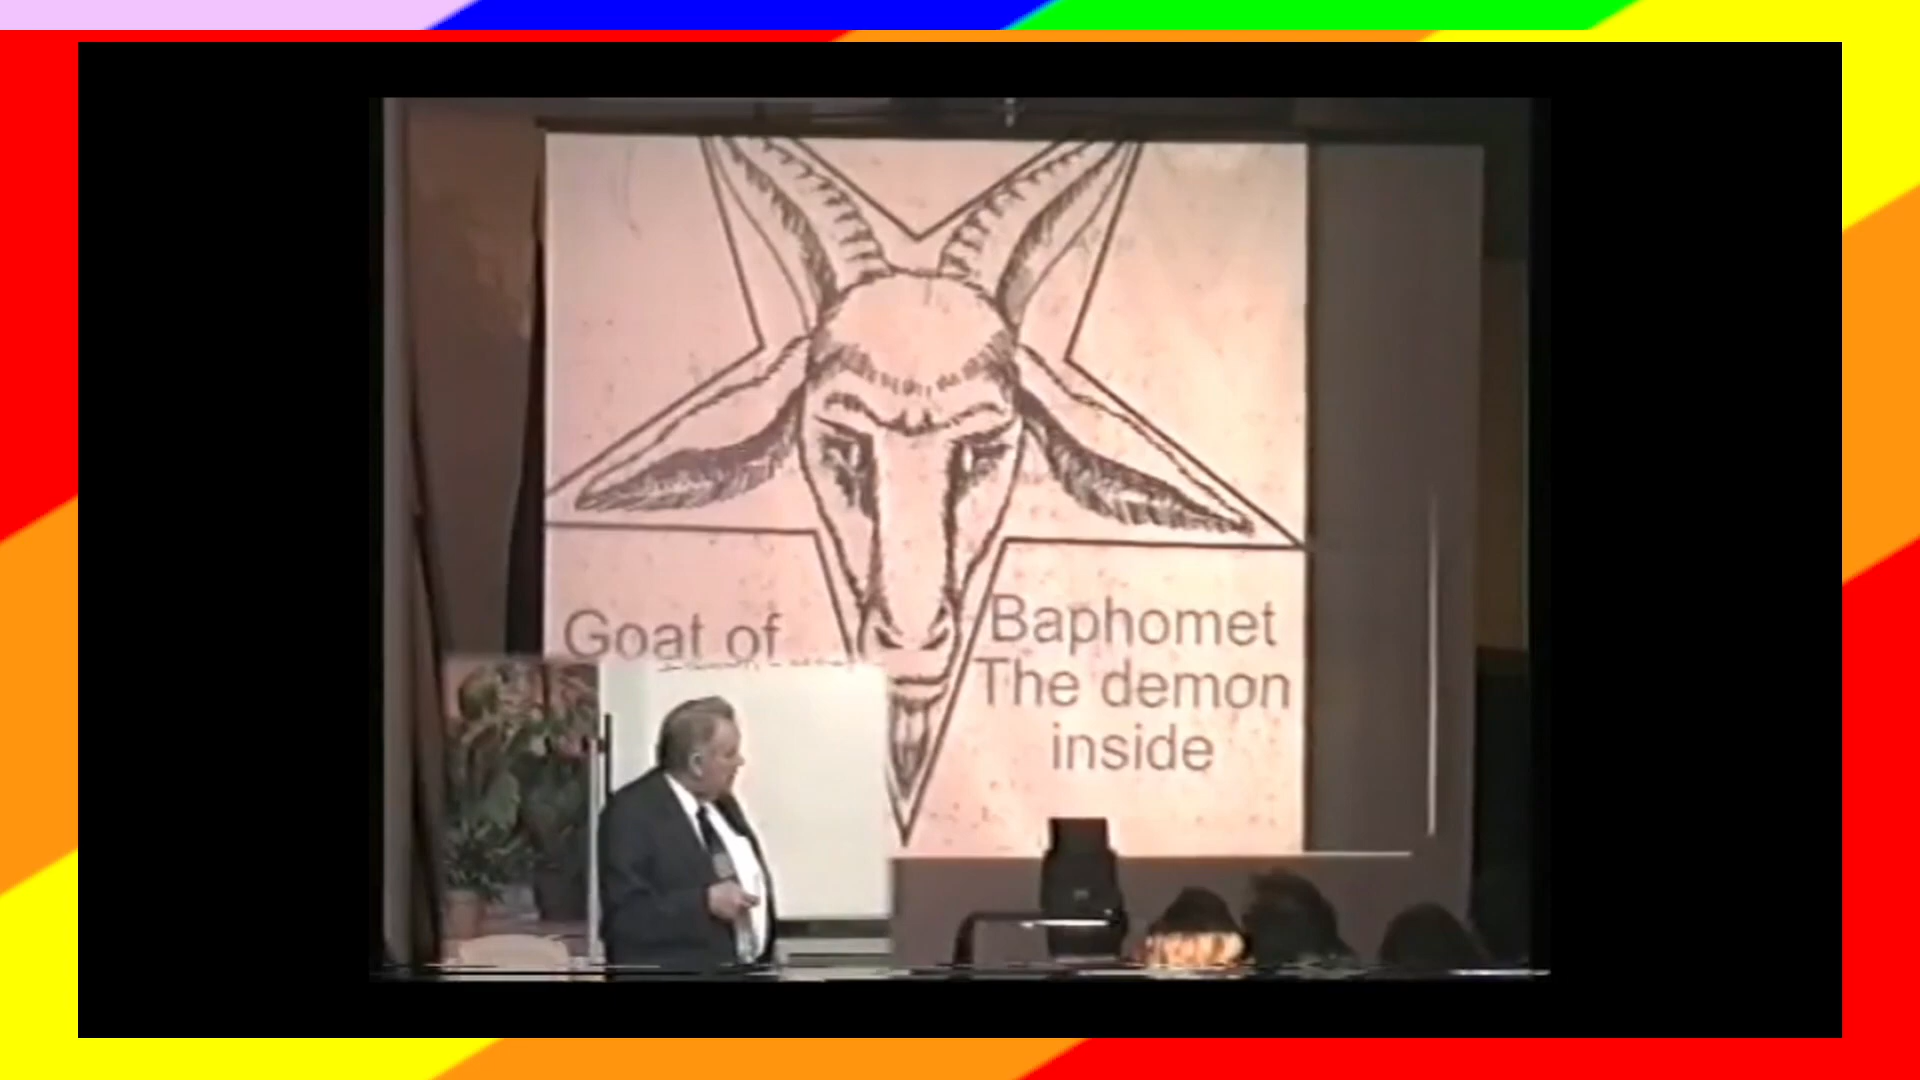 Goat of
Baphomet
The demon
inside